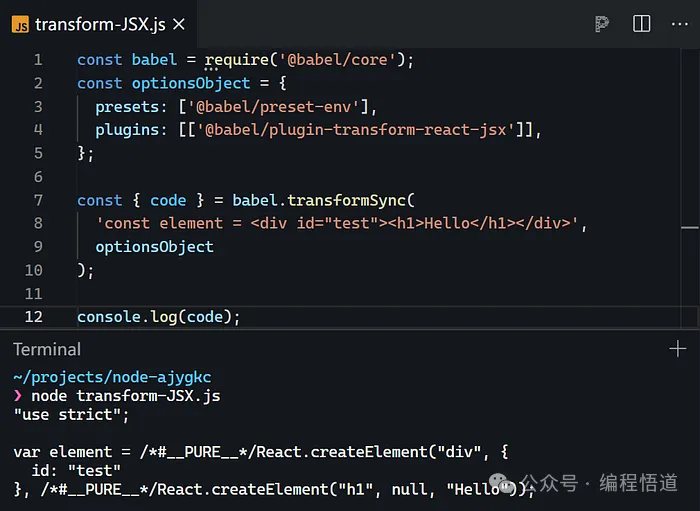 JS transform-JSX.js ×
1 const babel = require('@babel/core');
2 const optionsObject = {
3 presets: ['@babel/preset-env'],
4 plugins: [['@babel/plugin-transform-react-jsx']],
5 };
6
7 const { code } = babel.transformSync(
8 'const element = <div id="test"><h1>Hello</h1></div>',
9 optionsObject
10 );
11
12 console.log(code);
Terminal
~/projects/node-ajygkc
❯ node transform-JSX.js
"use strict";
var element = /*#__PURE__*/React.createElement("div", {
id: "test"
}, /*#__PURE__*/React.createElement("h1", null, "Hello"));
公众号 · 编程悟道